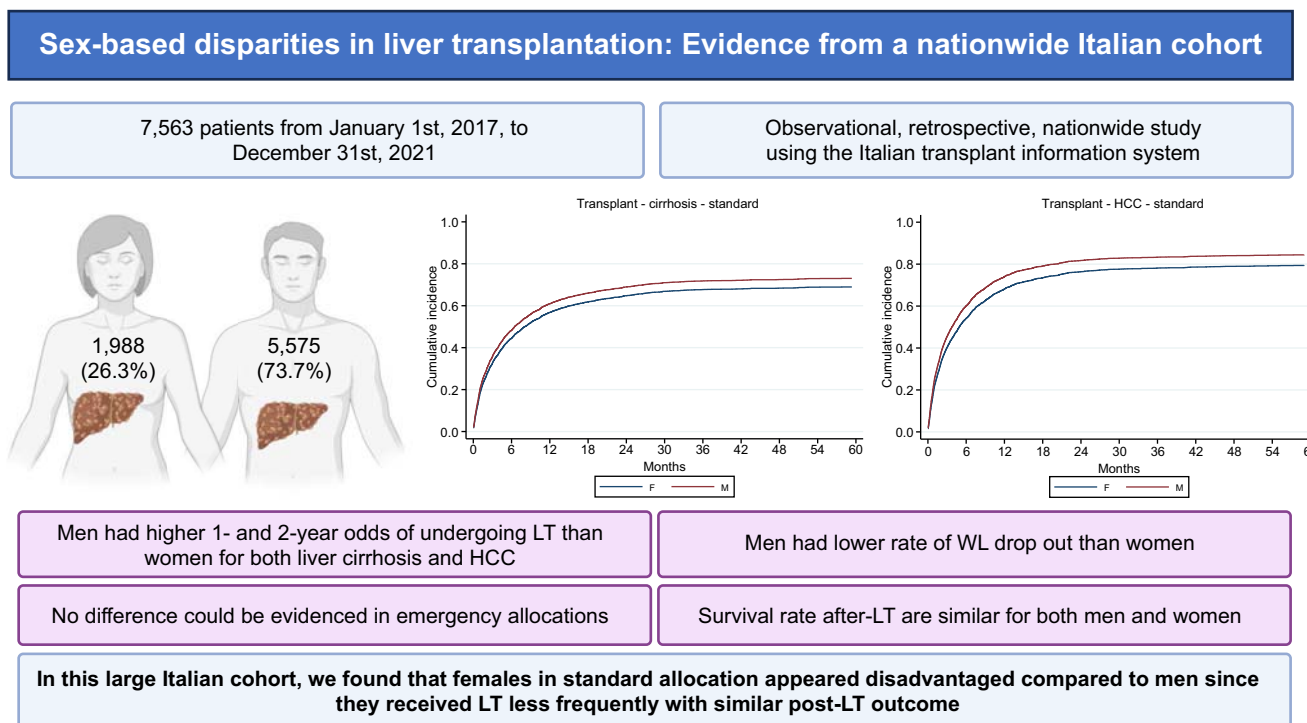 Sex-based disparities in liver transplantation: Evidence from a nationwide Italian cohort
7,563 patients from January 1st, 2017, to
December 31st, 2021
Observational, retrospective, nationwide study
using the Italian transplant information system
1,988
(26.3%)
5,575
(73.7%)
Transplant - cirrhosis - standard
Cumulative incidence
1.0
0.8
0.6
0.4
0.2
0.0
0 6 12 18 24 30 36 42 48 54 60
Months
F M
Transplant - HCC - standard
Cumulative incidence
1.0
0.8
0.6
0.4
0.2
0.0
0 6 12 18 24 30 36 42 48 54
Months
F M
Men had higher 1- and 2-year odds of undergoing LT than
women for both liver cirrhosis and HCC
Men had lower rate of WL drop out than women
No difference could be evidenced in emergency allocations
Survival rate after-LT are similar for both men and women
In this large Italian cohort, we found that females in standard allocation appeared disadvantaged compared to men since
they received LT less frequently with similar post-LT outcome